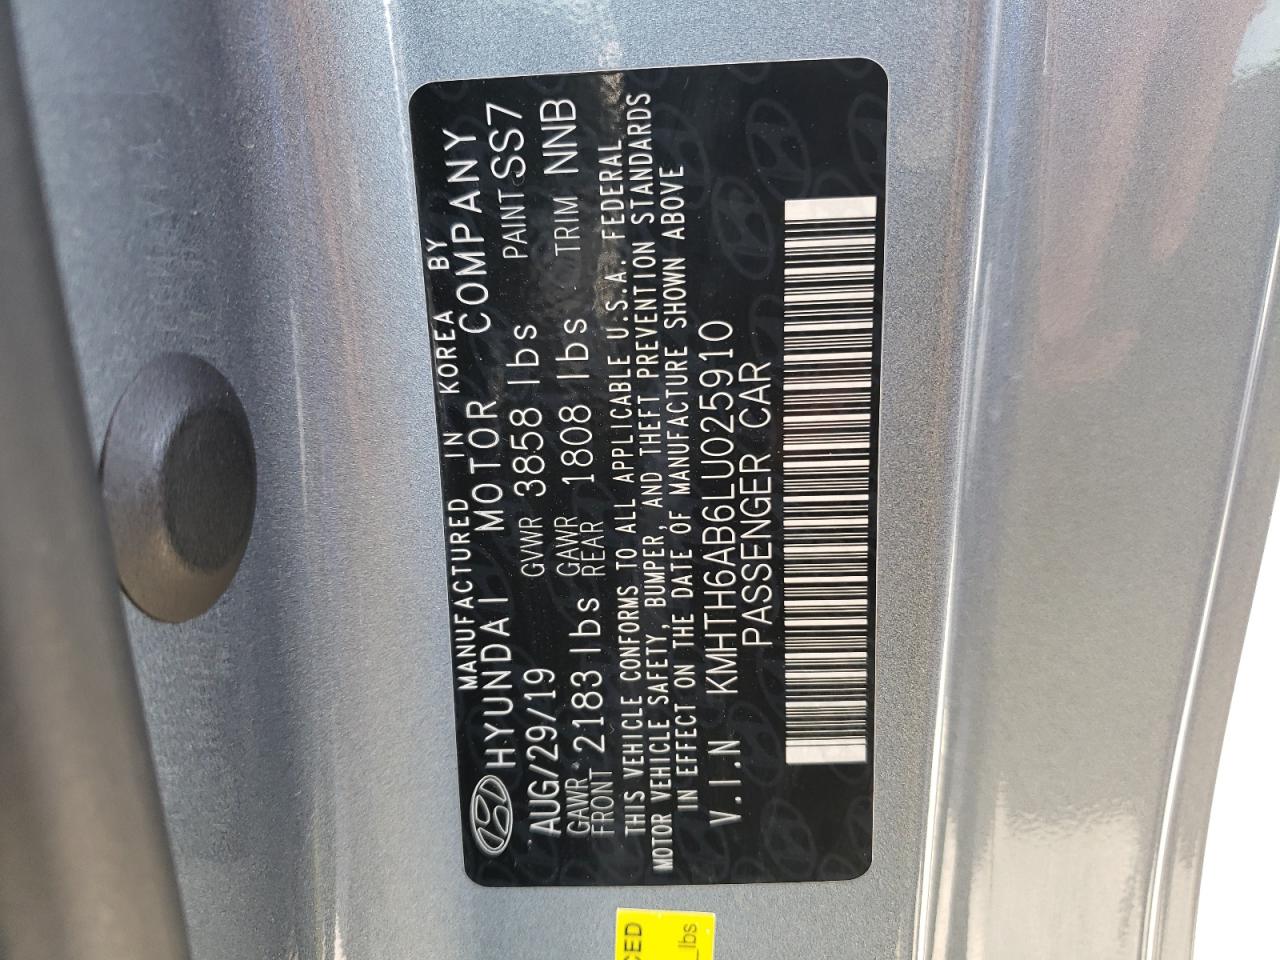 MANUFACTURED IN KOREA BY
HYUNDAI MOTOR COMPANY
AUG/29/19 GVWR 3858 lbs PAINT SS7
GAWR FRONT 2183 lbs GAWR REAR 1808 lbs TRIM NNB
THIS VEHICLE CONFORMS TO ALL APPLICABLE U.S.A. FEDERAL
MOTOR VEHICLE SAFETY, BUMPER, AND THEFT PREVENTION STANDARDS
IN EFFECT ON THE DATE OF MANUFACTURE SHOWN ABOVE
V.I.N KMHTH6AB6LU025910
PASSENGER CAR
lbs